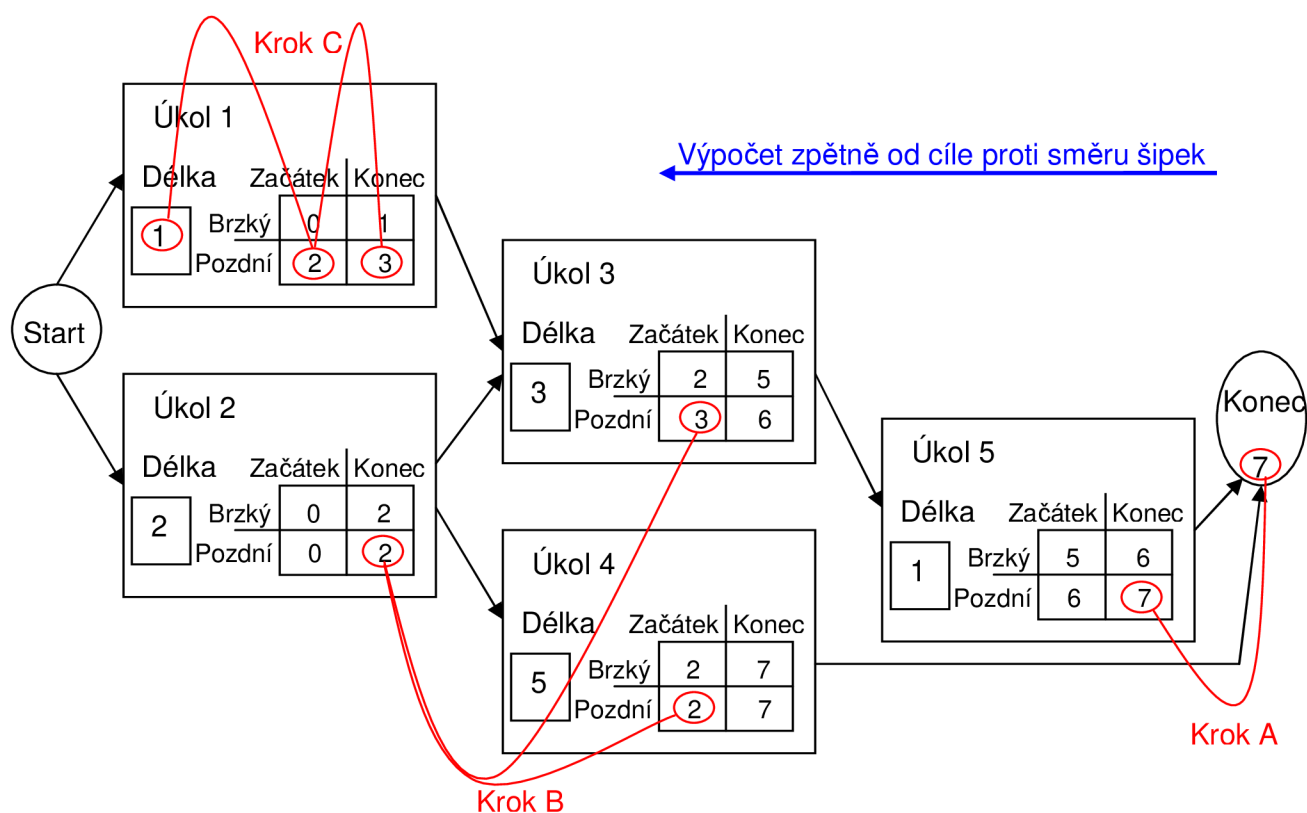 Krok C
Úkol 1
Délka
Začátek Konec
1
Brzký 0 1
Pozdní 2 3
Výpočet zpětně od cíle proti směru šipek
Start
Úkol 3
Délka
Začátek Konec
3
Brzký 2 5
Pozdní 3 6
Úkol 2
Délka
Začátek Konec
2
Brzký 0 2
Pozdní 0 2
Konec
7
Úkol 5
Délka
Začátek Konec
1
Brzký 5 6
Pozdní 6 7
Úkol 4
Délka
Začátek Konec
5
Brzký 2 7
Pozdní 2 7
Krok A
Krok B